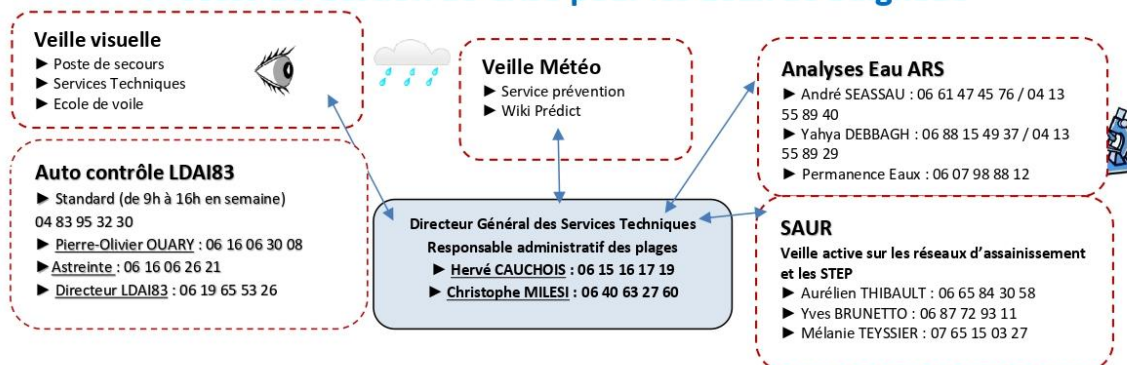 Veille visuelle
► Poste de secours
► Services Techniques
► Ecole de voile
Auto contrôle LDAI83
► Standard (de 9h à 16h en semaine)
04 83 95 32 30
► Pierre-Olivier OUARY : 06 16 06 30 08
► Astreinte : 06 16 06 26 21
► Directeur LDAI83 : 06 19 65 53 26
Veille Météo
► Service prévention
► Wiki Prédict
Directeur Général des Services Techniques
Responsable administratif des plages
► Hervé CAUCHOIS : 06 15 16 17 19
► Christophe MILESI : 06 40 63 27 60
Analyses Eau ARS
► André SEASSAU : 06 61 47 45 76 / 04 13
55 89 40
► Yahya DEBBAGH : 06 88 15 49 37 / 04 13
55 89 29
► Permanence Eaux : 06 07 98 88 12
SAUR
Veille active sur les réseaux d’assainissement
et les STEP
► Aurélien THIBAULT : 06 65 84 30 58
► Yves BRUNETTO : 06 87 72 93 11
► Mélanie TEYSSIER : 07 65 15 03 27